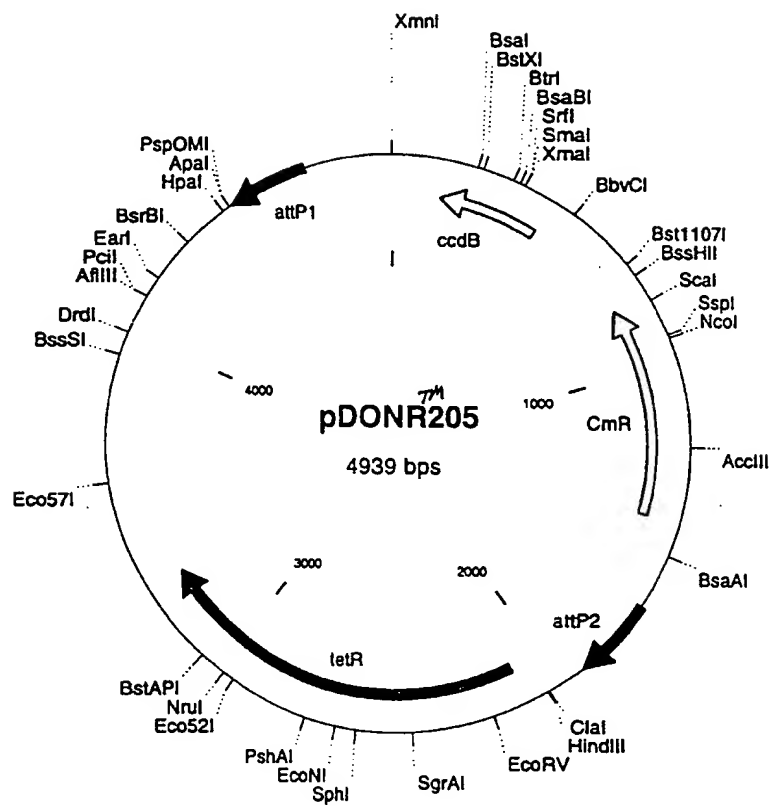 XmnI
BsaI
BstXI
BtrI
BsaBI
SrfI
SmaI
XmaI
BbvCI
Bst1107I
BssHII
ScaI
SspI
NcoI
AccIII
BsaAI
ClaI
HindIII
EcoRV
SgrAI
SphI
EcoNI
PshAI
Eco52I
NruI
BstAPI
Eco57I
BssSI
DrdI
AflIII
PciI
EarI
BsrBI
HpaI
ApaI
PspOMI
attP1
ccdB
CmR
attP2
tetR
1000
2000
3000
4000
TM
pDONR205
4939 bps